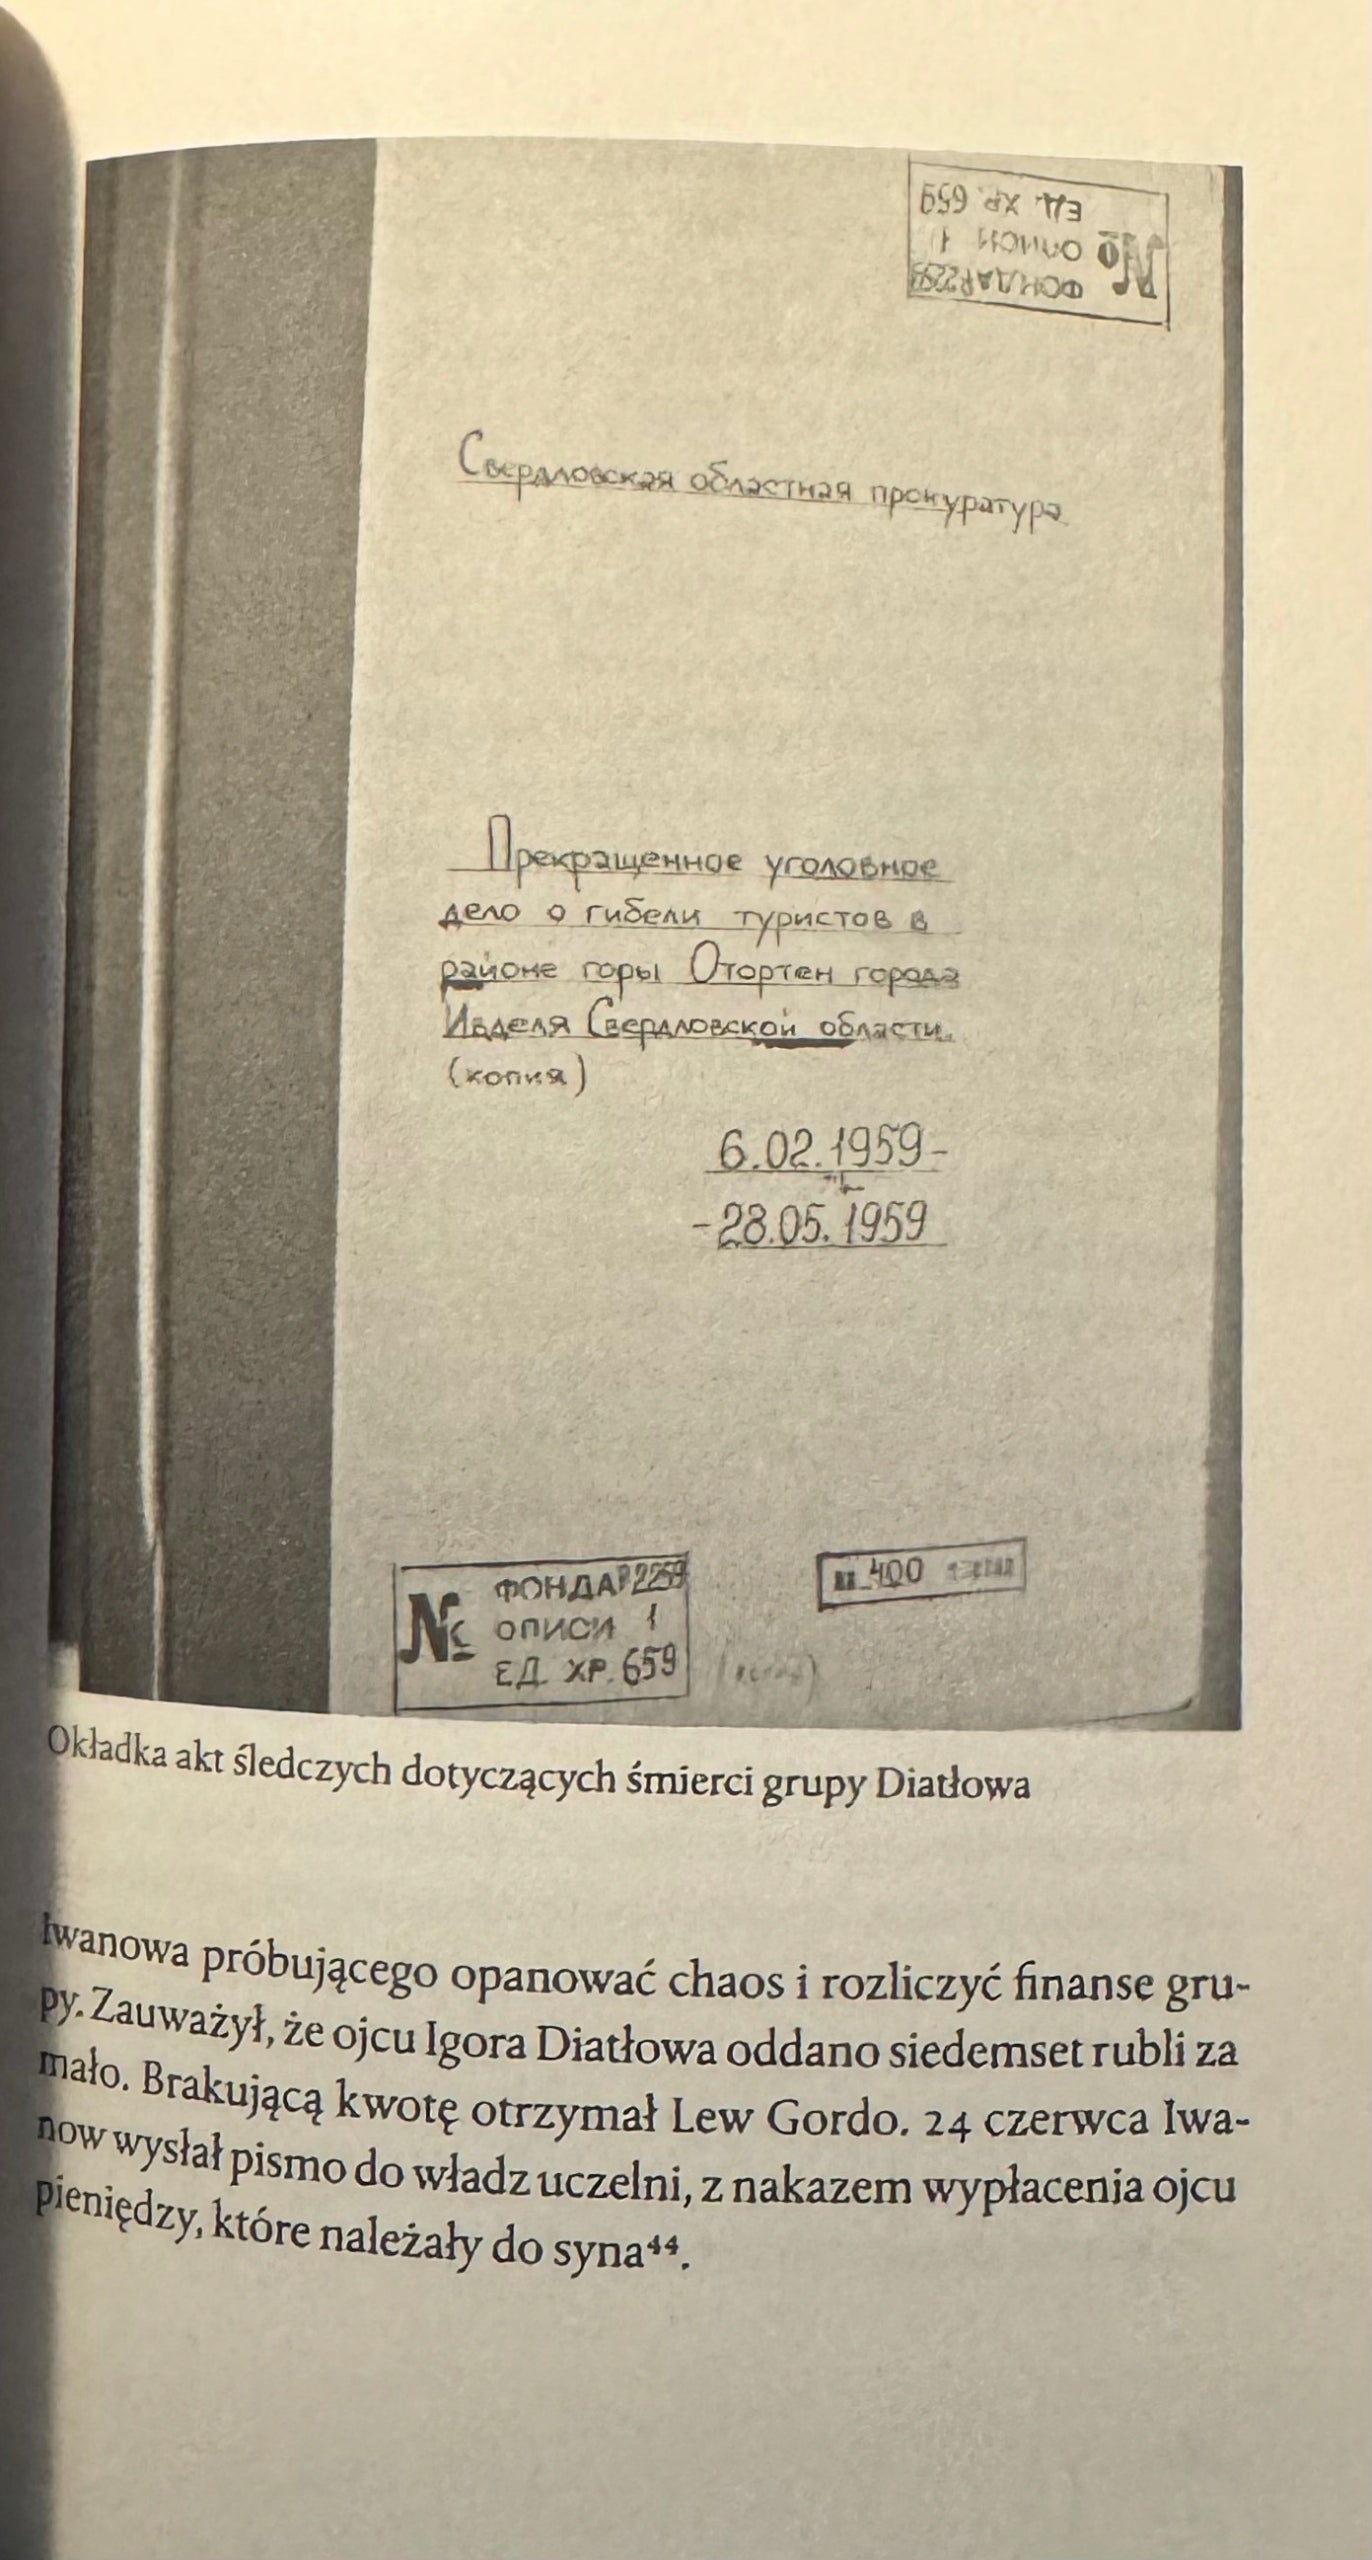 № ФОНДА Р2259
ОПИСИ 1
ЕД. ХР. 659
Свердловская областная прокуратура
Прекращенное уголовное
дело о гибели туристов в
районе горы Отортен города
Ивделя Свердловской области.
(копия)
6.02.1959-
-28.05.1959
№ ФОНДА Р2259
ОПИСИ 1
ЕД. ХР. 659
400
Okładka akt śledczych dotyczących śmierci grupy Diatłowa
Iwanowa próbującego opanować chaos i rozliczyć finanse gru-
py. Zauważył, że ojcu Igora Diatłowa oddano siedemset rubli za
mało. Brakującą kwotę otrzymał Lew Gordo. 24 czerwca Iwa-
now wysłał pismo do władz uczelni, z nakazem wypłacenia ojcu
pieniędzy, które należały do syna⁴⁴.